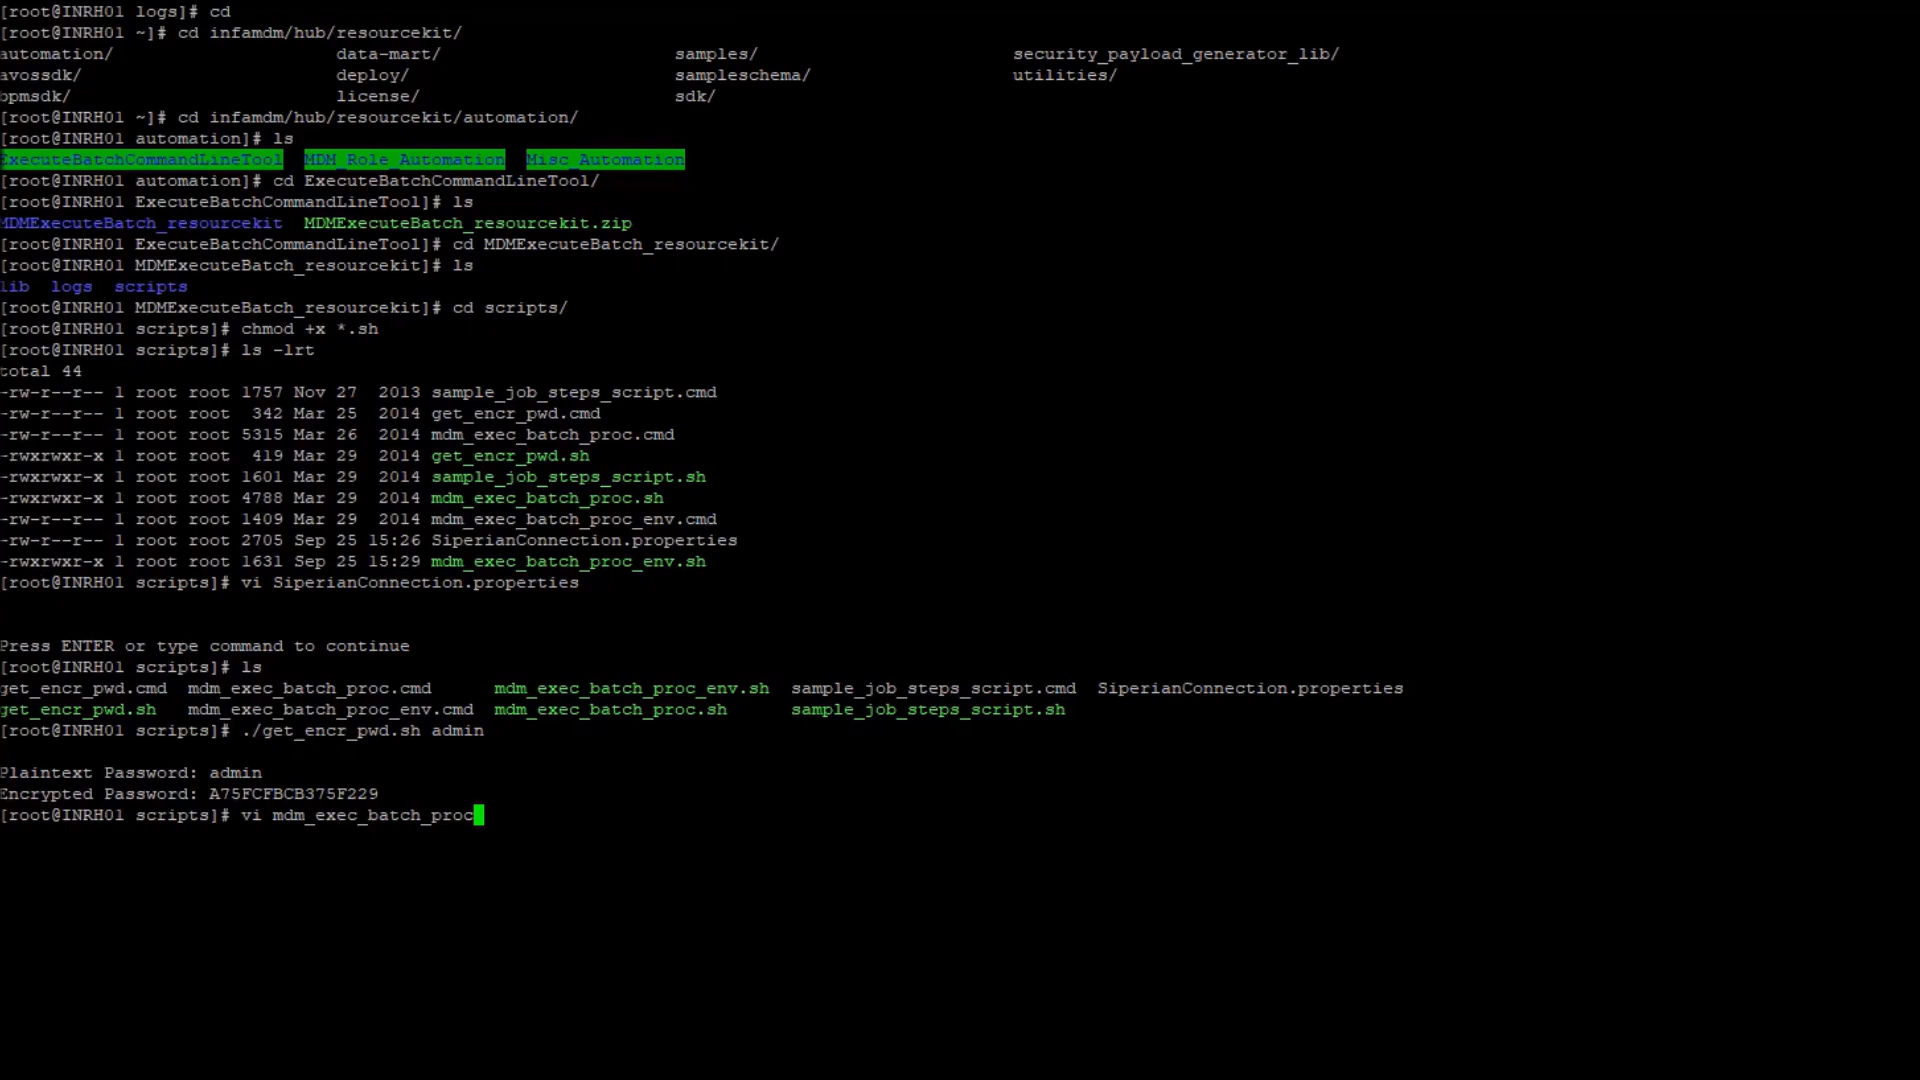 [root@INRH01 logs]# cd
[root@INRH01 ~]# cd infamdm/hub/resourcekit/
automation/ data-mart/ samples/ security_payload_generator_lib/
avossdk/ deploy/ sampleschema/ utilities/
bpmsdk/ license/ sdk/
[root@INRH01 ~]# cd infamdm/hub/resourcekit/automation/
[root@INRH01 automation]# ls
ExecuteBatchCommandLineTool MDM_Role_Automation Misc_Automation
[root@INRH01 automation]# cd ExecuteBatchCommandLineTool/
[root@INRH01 ExecuteBatchCommandLineTool]# ls
MDMExecuteBatch_resourcekit MDMExecuteBatch_resourcekit.zip
[root@INRH01 ExecuteBatchCommandLineTool]# cd MDMExecuteBatch_resourcekit/
[root@INRH01 MDMExecuteBatch_resourcekit]# ls
lib logs scripts
[root@INRH01 MDMExecuteBatch_resourcekit]# cd scripts/
[root@INRH01 scripts]# chmod +x *.sh
[root@INRH01 scripts]# ls -lrt
total 44
-rw-r--r-- 1 root root 1757 Nov 27 2013 sample_job_steps_script.cmd
-rw-r--r-- 1 root root 342 Mar 25 2014 get_encr_pwd.cmd
-rw-r--r-- 1 root root 5315 Mar 26 2014 mdm_exec_batch_proc.cmd
-rwxrwxr-x 1 root root 419 Mar 29 2014 get_encr_pwd.sh
-rwxrwxr-x 1 root root 1601 Mar 29 2014 sample_job_steps_script.sh
-rwxrwxr-x 1 root root 4788 Mar 29 2014 mdm_exec_batch_proc.sh
-rw-r--r-- 1 root root 1409 Mar 29 2014 mdm_exec_batch_proc_env.cmd
-rw-r--r-- 1 root root 2705 Sep 25 15:26 SiperianConnection.properties
-rwxrwxr-x 1 root root 1631 Sep 25 15:29 mdm_exec_batch_proc_env.sh
[root@INRH01 scripts]# vi SiperianConnection.properties
Press ENTER or type command to continue
[root@INRH01 scripts]# ls
get_encr_pwd.cmd mdm_exec_batch_proc.cmd mdm_exec_batch_proc_env.sh sample_job_steps_script.cmd SiperianConnection.properties
get_encr_pwd.sh mdm_exec_batch_proc_env.cmd mdm_exec_batch_proc.sh sample_job_steps_script.sh
[root@INRH01 scripts]# ./get_encr_pwd.sh admin
Plaintext Password: admin
Encrypted Password: A75FCFBCB375F229
[root@INRH01 scripts]# vi mdm_exec_batch_proc